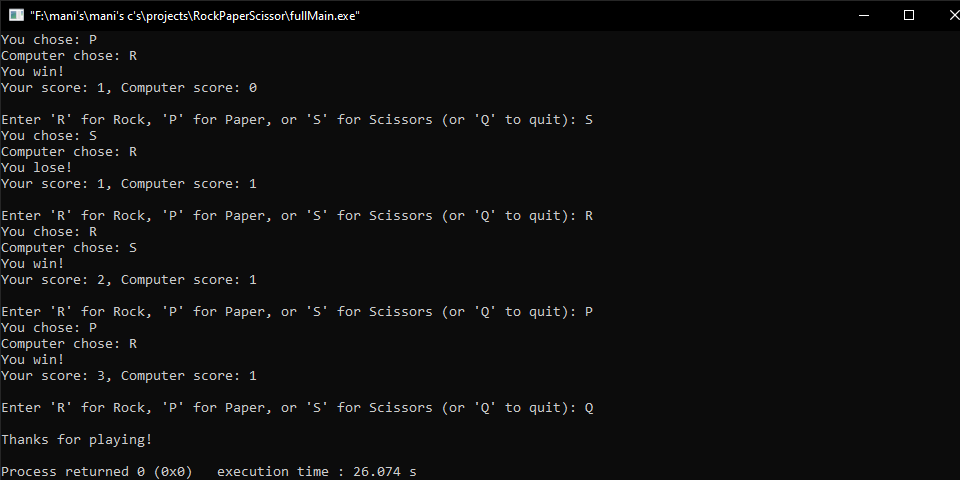 "F:\mani's\mani's c's\projects\RockPaperScissor\fullMain.exe"
You chose: P
Computer chose: R
You win!
Your score: 1, Computer score: 0

Enter 'R' for Rock, 'P' for Paper, or 'S' for Scissors (or 'Q' to quit): S
You chose: S
Computer chose: R
You lose!
Your score: 1, Computer score: 1

Enter 'R' for Rock, 'P' for Paper, or 'S' for Scissors (or 'Q' to quit): R
You chose: R
Computer chose: S
You win!
Your score: 2, Computer score: 1

Enter 'R' for Rock, 'P' for Paper, or 'S' for Scissors (or 'Q' to quit): P
You chose: P
Computer chose: R
You win!
Your score: 3, Computer score: 1

Enter 'R' for Rock, 'P' for Paper, or 'S' for Scissors (or 'Q' to quit): Q

Thanks for playing!

Process returned 0 (0x0)   execution time : 26.074 s